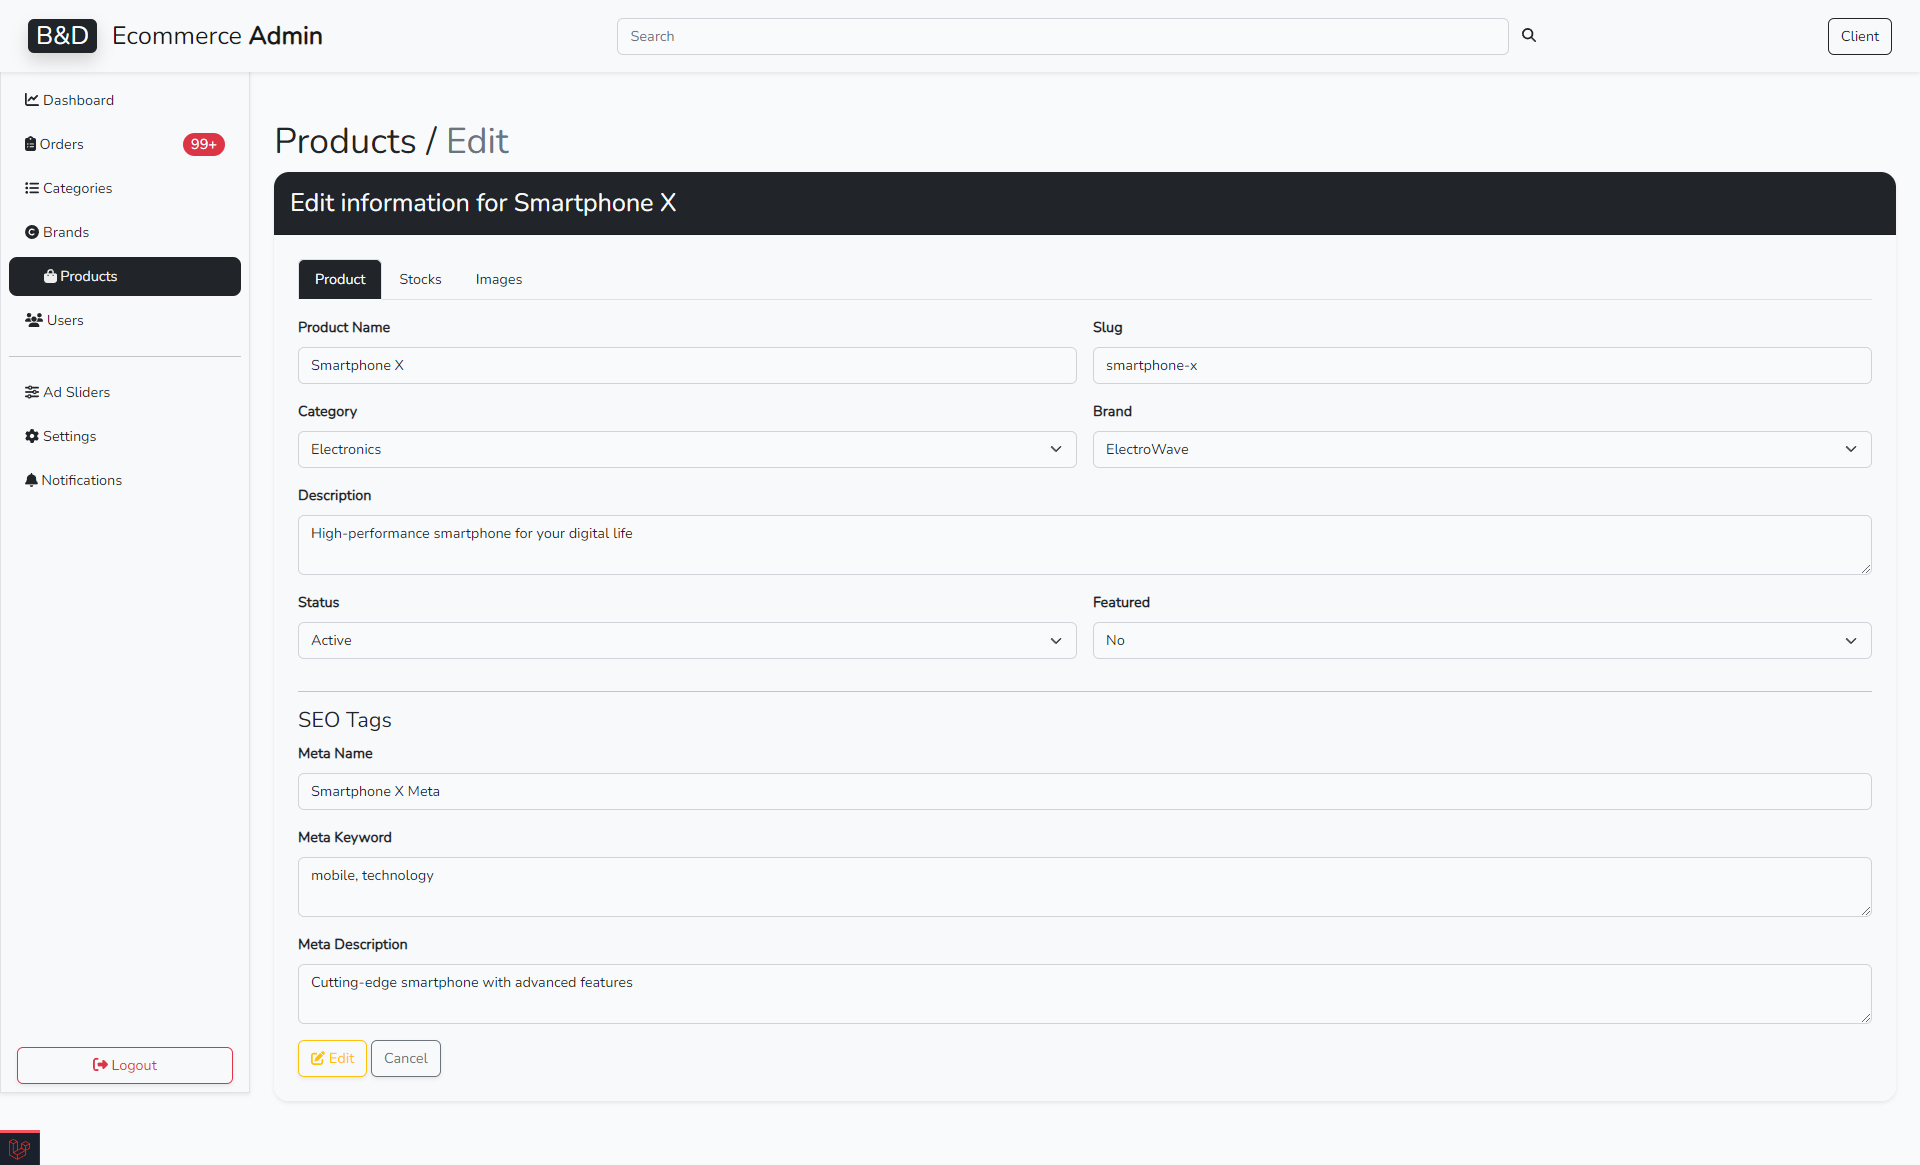 B&D Ecommerce Admin
Search
Client
Dashboard
Orders 99+
Categories
Brands
Products
Users
Ad Sliders
Settings
Notifications
Logout
Products / Edit
Edit information for Smartphone X
Product Stocks Images
Product Name
Smartphone X
Slug
smartphone-x
Category
Electronics
Brand
ElectroWave
Description
High-performance smartphone for your digital life
Status
Active
Featured
No
SEO Tags
Meta Name
Smartphone X Meta
Meta Keyword
mobile, technology
Meta Description
Cutting-edge smartphone with advanced features
Edit Cancel